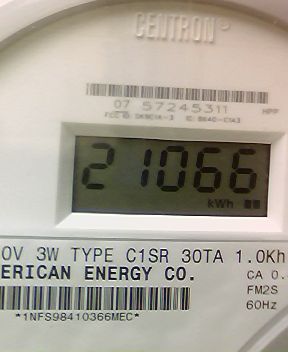 CENTRON
07 57245311 HPP
21066
kWh
0V 3W TYPE C1SR 30TA 1.0Kh
ERICAN ENERGY CO. CA 0.
FM2S
60Hz
*1NFS98410366MEC*